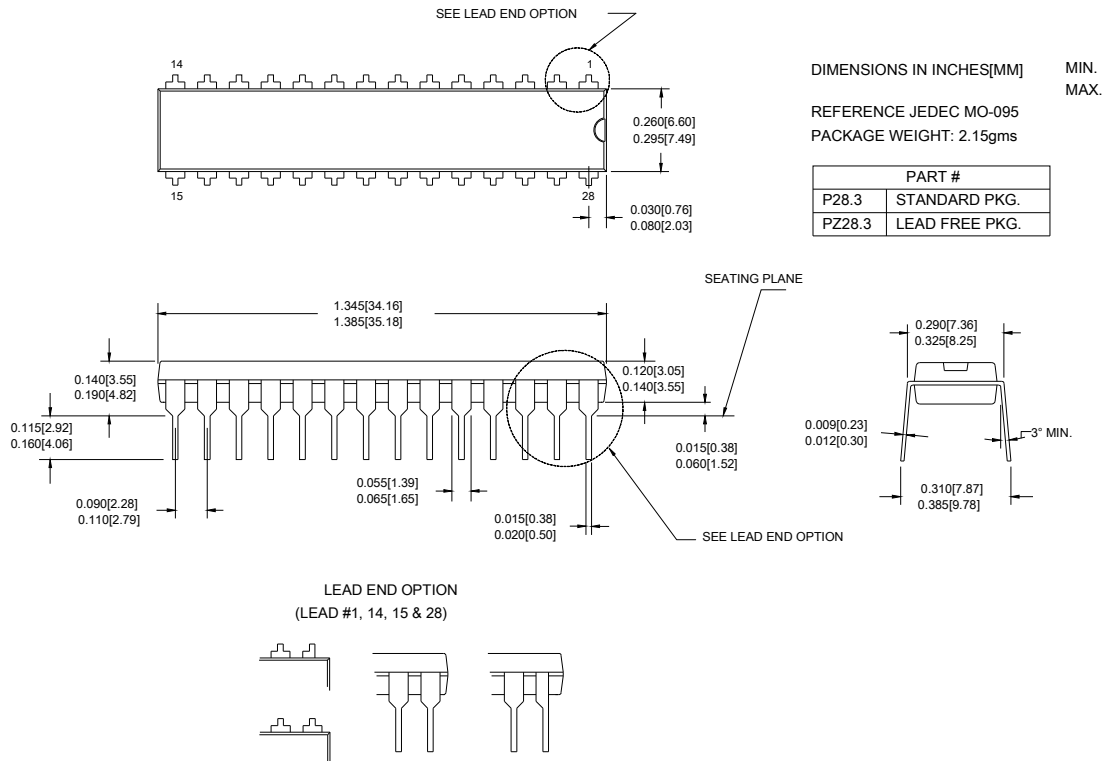 SEE LEAD END OPTION
14
1
DIMENSIONS IN INCHES[MM] MIN.
MAX.
REFERENCE JEDEC MO-095
PACKAGE WEIGHT: 2.15gms
0.260[6.60]
0.295[7.49]
PART #
P28.3 STANDARD PKG.
PZ28.3 LEAD FREE PKG.
15
28
0.030[0.76]
0.080[2.03]
SEATING PLANE
1.345[34.16]
1.385[35.18]
0.290[7.36]
0.325[8.25]
0.140[3.55]
0.190[4.82]
0.120[3.05]
0.140[3.55]
0.115[2.92]
0.160[4.06]
0.015[0.38]
0.060[1.52]
0.009[0.23]
0.012[0.30]
3° MIN.
0.055[1.39]
0.065[1.65]
0.090[2.28]
0.110[2.79]
0.015[0.38]
0.020[0.50]
0.310[7.87]
0.385[9.78]
SEE LEAD END OPTION
LEAD END OPTION
(LEAD #1, 14, 15 & 28)